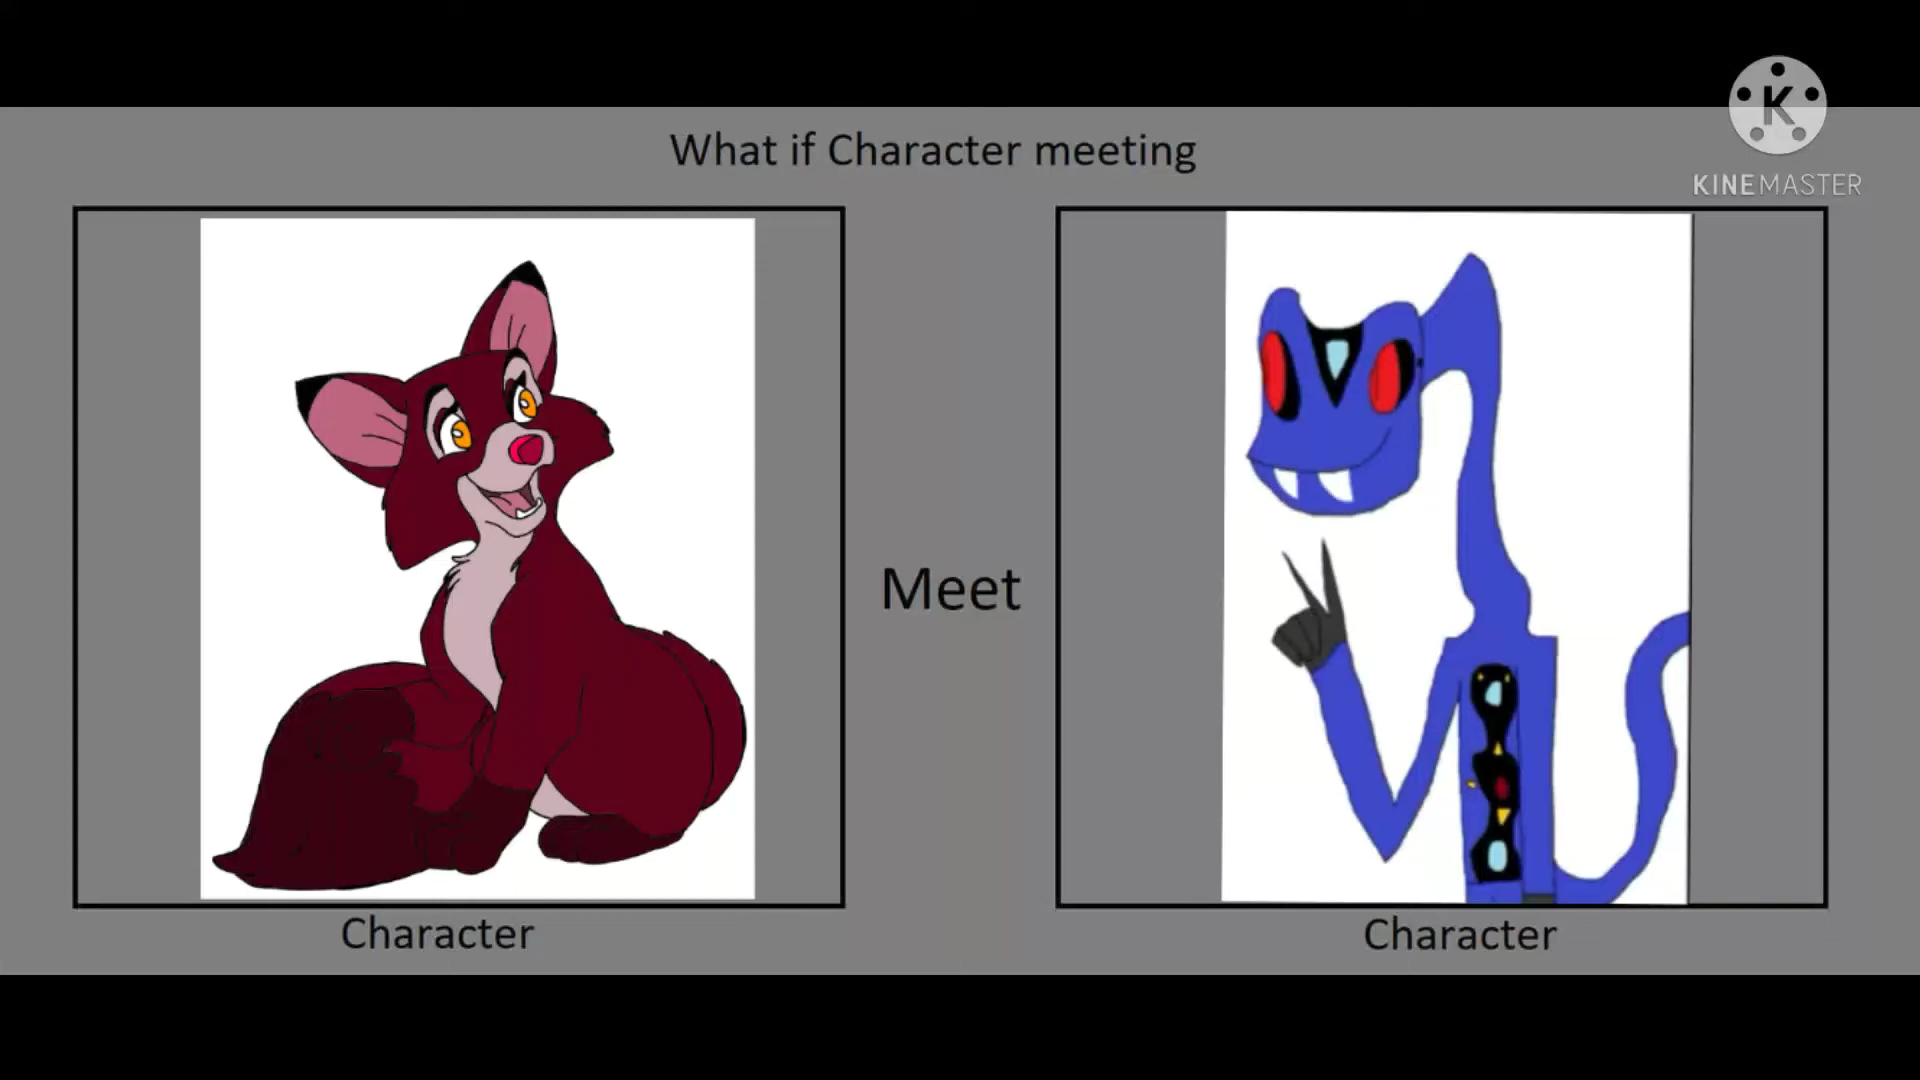 What if Character meeting
K
KINEMASTER
Meet
Character
Character